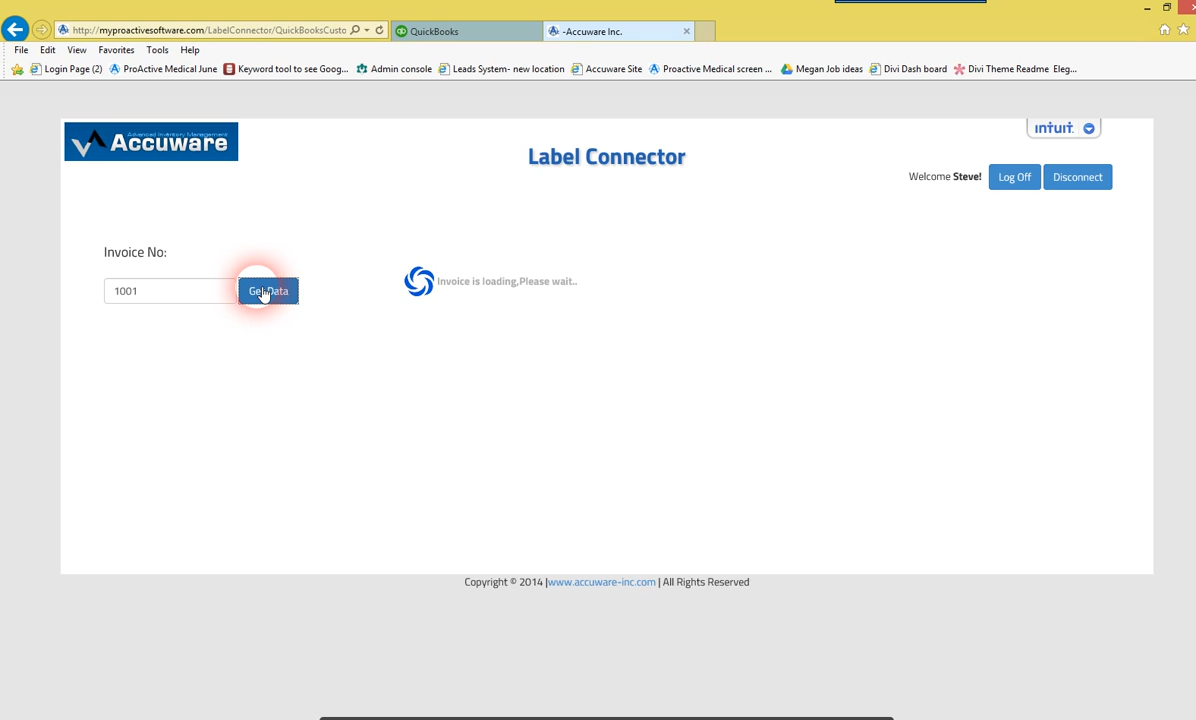 http://myproactivesoftware.com/LabelConnector/QuickBooksCusto
QuickBooks
-Accuware Inc.
File Edit View Favorites Tools Help
Login Page (2) ProActive Medical June Keyword tool to see Goog... Admin console Leads System- new location Accuware Site Proactive Medical screen ... Megan Job ideas Divi Dash board Divi Theme Readme Eleg...
Advanced Inventory Management
Accuware
intuit.
Label Connector
Welcome Steve! Log Off Disconnect
Invoice No:
1001 Get Data
Invoice is loading,Please wait..
Copyright © 2014 |www.accuware-inc.com | All Rights Reserved